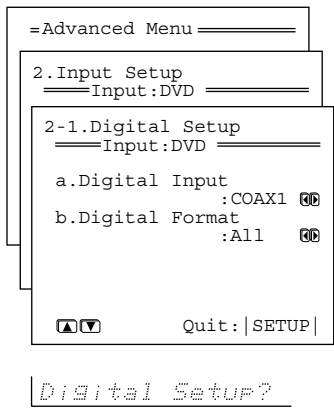 Advanced Menu
2.Input Setup
Input:DVD
2-1.Digital Setup
Input:DVD
a.Digital Input
:COAX1
b.Digital Format
:All
Quit:|SETUP|
Digital Setup?